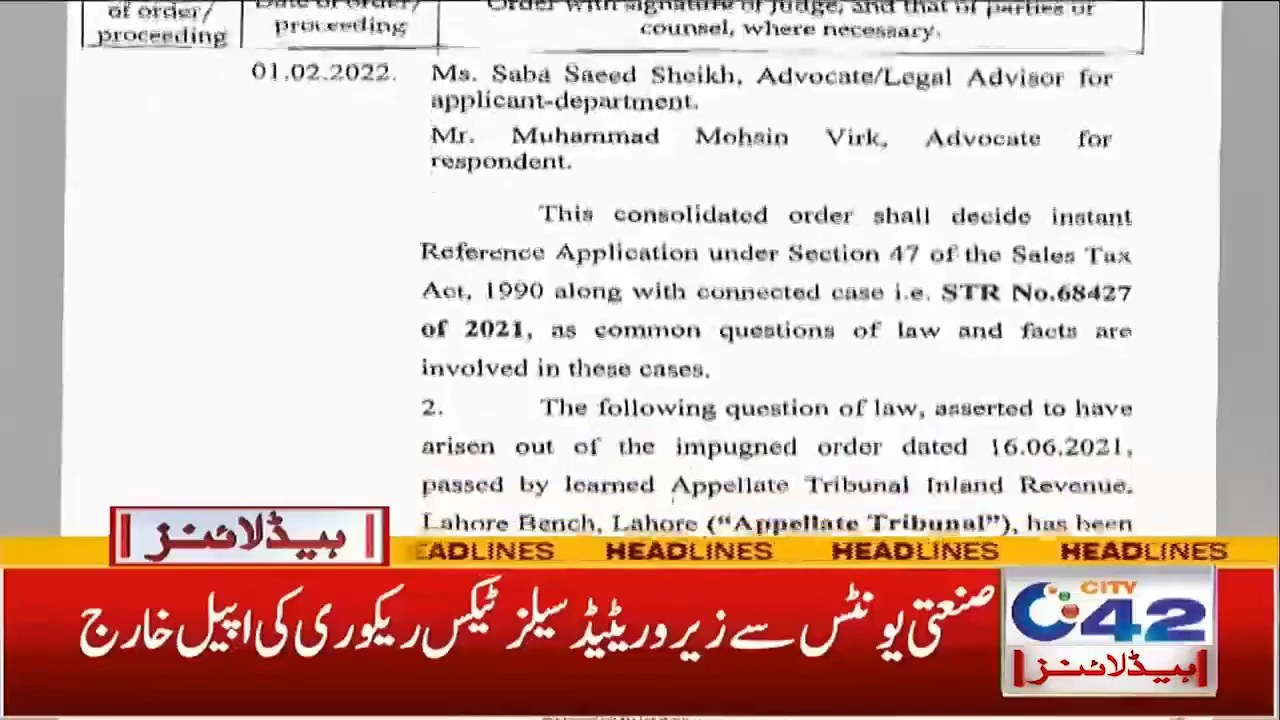 of order/
proceeding
Date of order/
proceeding
Order with signature of Judge, and that of parties or
counsel, where necessary.
01.02.2022.
Ms. Saba Saeed Sheikh, Advocate/Legal Advisor for
applicant-department.
Mr. Muhammad Mohsin Virk, Advocate for
respondent.
This consolidated order shall decide instant
Reference Application under Section 47 of the Sales Tax
Act, 1990 along with connected case i.e. STR No.68427
of 2021, as common questions of law and facts are
involved in these cases.
2. The following question of law, asserted to have
arisen out of the impugned order dated 16.06.2021,
passed by learned Appellate Tribunal Inland Revenue,
Lahore Bench, Lahore (“Appellate Tribunal”), has been
ہیڈلائنز
EADLINES HEADLINES HEADLINES HEADLINES
صنعتی یونٹس سے زیرو ریٹیڈ سیلز ٹیکس ریکوری کی اپیل خارج
CITY
42
ہیڈلائنز